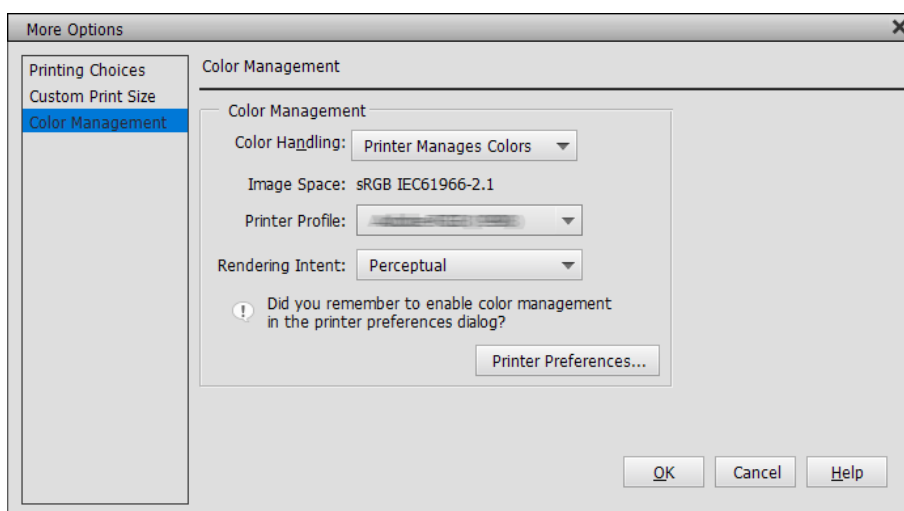 More Options
Printing Choices
Custom Print Size
Color Management
Color Management
Color Management
Color Handling: Printer Manages Colors
Image Space: sRGB IEC61966-2.1
Printer Profile:
Rendering Intent: Perceptual
Did you remember to enable color management
in the printer preferences dialog?
Printer Preferences...
OK Cancel Help